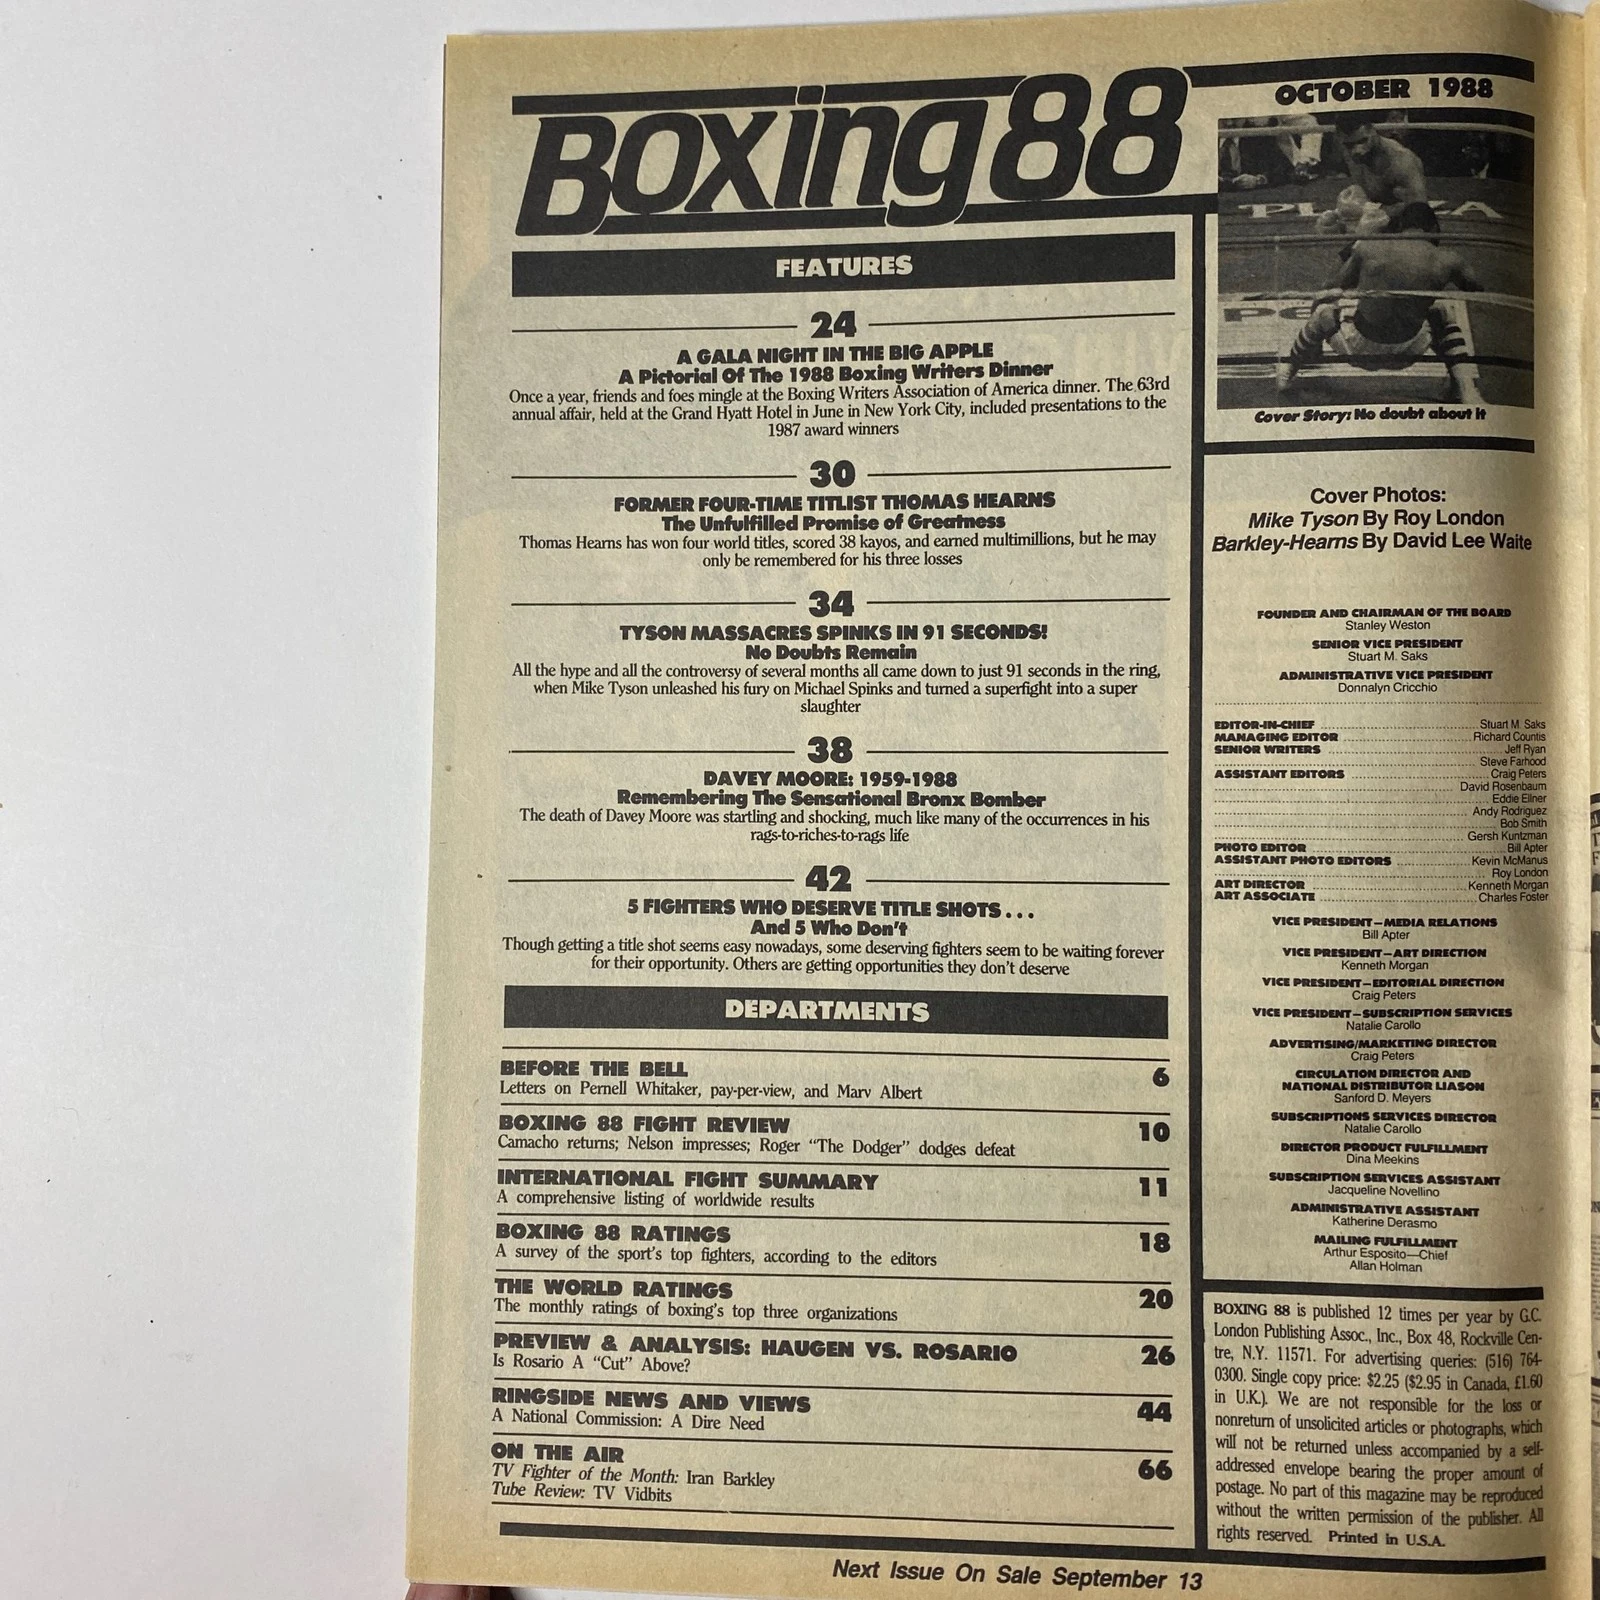 Boxing 88
FEATURES
24
A GALA NIGHT IN THE BIG APPLE
A Pictorial Of The 1988 Boxing Writers Dinner
Once a year, friends and foes mingle at the Boxing Writers Association of America dinner. The 63rd
annual affair, held at the Grand Hyatt Hotel in June in New York City, included presentations to the
1987 award winners
30
FORMER FOUR-TIME TITLIST THOMAS HEARNS
The Unfulfilled Promise of Greatness
Thomas Hearns has won four world titles, scored 38 kayos, and earned multimillions, but he may
only be remembered for his three losses
34
TYSON MASSACRES SPINKS IN 91 SECONDS!
No Doubts Remain
All the hype and all the controversy of several months all came down to just 91 seconds in the ring,
when Mike Tyson unleashed his fury on Michael Spinks and turned a superfight into a super
slaughter
38
DAVEY MOORE: 1959-1988
Remembering The Sensational Bronx Bomber
The death of Davey Moore was startling and shocking, much like many of the occurrences in his
rags-to-riches-to-rags life
42
5 FIGHTERS WHO DESERVE TITLE SHOTS . . .
And 5 Who Don't
Though getting a title shot seems easy nowadays, some deserving fighters seem to be waiting forever
for their opportunity. Others are getting opportunities they don't deserve
DEPARTMENTS
BEFORE THE BELL 6
Letters on Pernell Whitaker, pay-per-view, and Marv Albert
BOXING 88 FIGHT REVIEW 10
Camacho returns; Nelson impresses; Roger "The Dodger" dodges defeat
INTERNATIONAL FIGHT SUMMARY 11
A comprehensive listing of worldwide results
BOXING 88 RATINGS 18
A survey of the sport's top fighters, according to the editors
THE WORLD RATINGS 20
The monthly ratings of boxing's top three organizations
PREVIEW & ANALYSIS: HAUGEN VS. ROSARIO 26
Is Rosario A "Cut" Above?
RINGSIDE NEWS AND VIEWS 44
A National Commission: A Dire Need
ON THE AIR 66
TV Fighter of the Month: Iran Barkley
Tube Review: TV Vidbits
OCTOBER 1988
Cover Story: No doubt about it
Cover Photos:
Mike Tyson By Roy London
Barkley-Hearns By David Lee Waite
FOUNDER AND CHAIRMAN OF THE BOARD
Stanley Weston
SENIOR VICE PRESIDENT
Stuart M. Saks
ADMINISTRATIVE VICE PRESIDENT
Donnalyn Cricchio
EDITOR-IN-CHIEF Stuart M. Saks
MANAGING EDITOR Richard Countis
SENIOR WRITERS Jeff Ryan
Steve Farhood
ASSISTANT EDITORS Craig Peters
David Rosenbaum
Eddie Ellner
Andy Rodriguez
Bob Smith
Gersh Kuntzman
PHOTO EDITOR Bill Apter
ASSISTANT PHOTO EDITORS Kevin McManus
Roy London
ART DIRECTOR Kenneth Morgan
ART ASSOCIATE Charles Foster
VICE PRESIDENT—MEDIA RELATIONS
Bill Apter
VICE PRESIDENT—ART DIRECTION
Kenneth Morgan
VICE PRESIDENT—EDITORIAL DIRECTION
Craig Peters
VICE PRESIDENT—SUBSCRIPTION SERVICES
Natalie Carollo
ADVERTISING/MARKETING DIRECTOR
Craig Peters
CIRCULATION DIRECTOR AND
NATIONAL DISTRIBUTOR LIASON
Sanford D. Meyers
SUBSCRIPTIONS SERVICES DIRECTOR
Natalie Carollo
DIRECTOR PRODUCT FULFILLMENT
Dina Meekins
SUBSCRIPTION SERVICES ASSISTANT
Jacqueline Novellino
ADMINISTRATIVE ASSISTANT
Katherine Derasmo
MAILING FULFILLMENT
Arthur Esposito—Chief
Allan Holman
BOXING 88 is published 12 times per year by G.C.
London Publishing Assoc., Inc., Box 48, Rockville Cen-
tre, N.Y. 11571. For advertising queries: (516) 764-
0300. Single copy price: $2.25 ($2.95 in Canada, £1.60
in U.K.). We are not responsible for the loss or
nonreturn of unsolicited articles or photographs, which
will not be returned unless accompanied by a self-
addressed envelope bearing the proper amount of
postage. No part of this magazine may be reproduced
without the written permission of the publisher. All
rights reserved. Printed in U.S.A.
Next Issue On Sale September 13